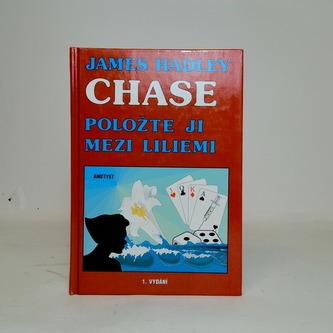 JAMES HADLEY
CHASE
POLOŽTE JI
MEZI LILIEMI
AMETYST
J Q K A
1. VYDÁNÍ